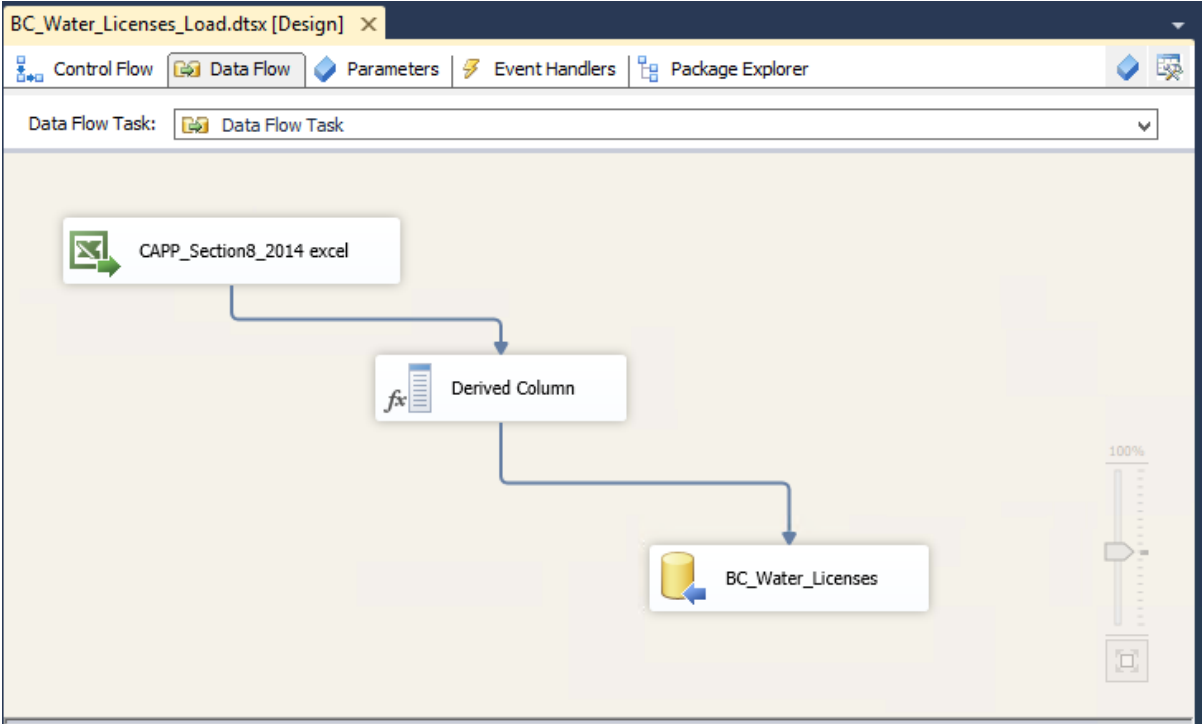 BC_Water_Licenses_Load.dtsx [Design]
Control Flow Data Flow Parameters Event Handlers Package Explorer
Data Flow Task: Data Flow Task
CAPP_Section8_2014 excel
fx Derived Column
100%
BC_Water_Licenses